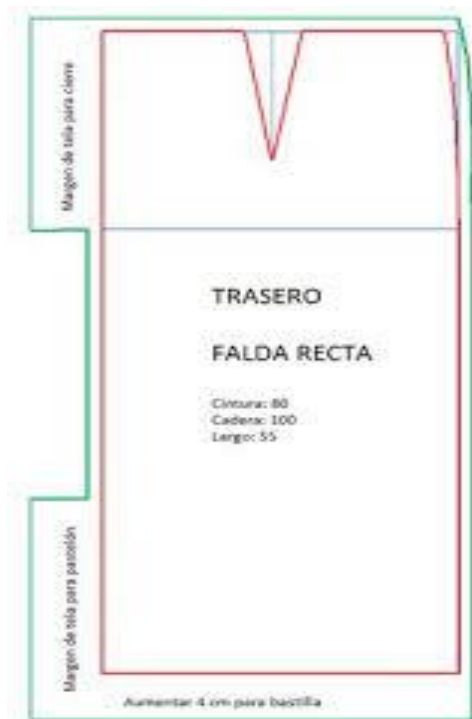 Margen de tela para cierre
TRASERO
FALDA RECTA
Cintura: 80
Cadera: 100
Largo: 55
Margen de tela para pastelón
Aumentar 4 cm para bastilla